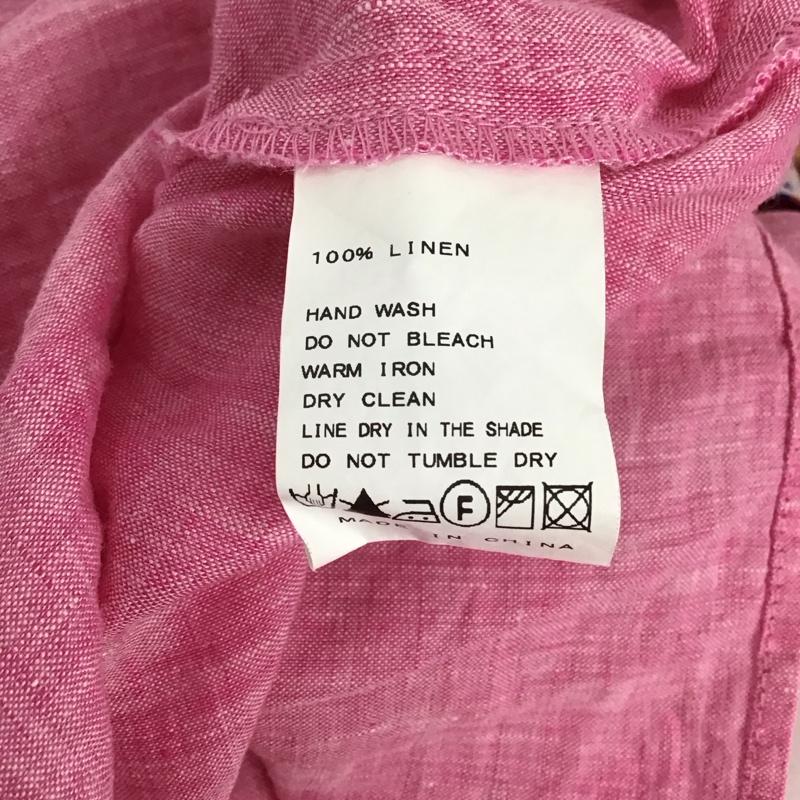 100% LINEN
HAND WASH
DO NOT BLEACH
WARM IRON
DRY CLEAN
LINE DRY IN THE SHADE
DO NOT TUMBLE DRY
F
MADE IN CHINA